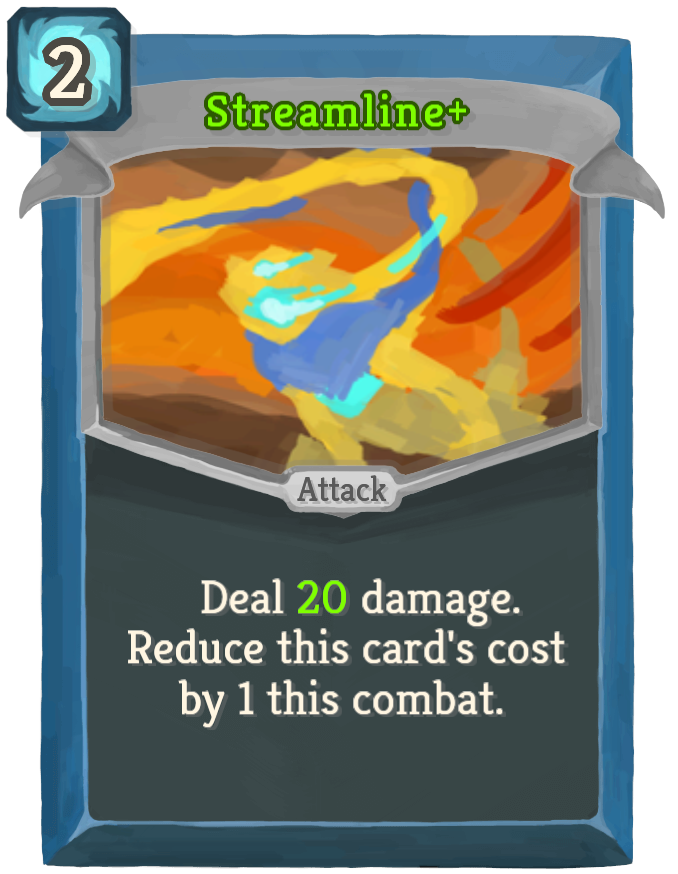 2
Streamline+
Attack
Deal 20 damage.
Reduce this card's cost
by 1 this combat.